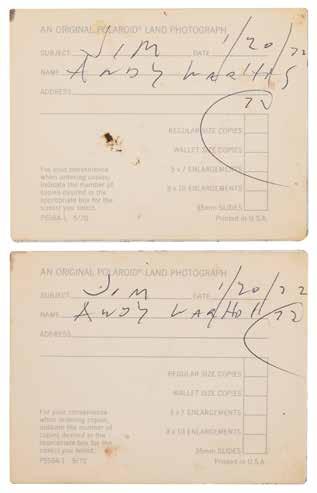 AN ORIGINAL POLAROID® LAND PHOTOGRAPH
SUBJECT Jim DATE 1/20/72
NAME ANDY WARHOL
ADDRESS
72
REGULAR SIZE COPIES
WALLET SIZE COPIES
5 x 7 ENLARGEMENTS
8 x 10 ENLARGEMENTS
35mm SLIDES
For your convenience
when ordering copies,
indicate the number of
copies desired in the
appropriate box for the
size(s) you select.
P558A-L 5/70 Printed in U.S.A.
AN ORIGINAL POLAROID® LAND PHOTOGRAPH
SUBJECT Jim DATE 1/20/72
NAME ANDY WARHOL 72
ADDRESS
REGULAR SIZE COPIES
WALLET SIZE COPIES
5 x 7 ENLARGEMENTS
8 x 10 ENLARGEMENTS
35mm SLIDES
For your convenience
when ordering copies,
indicate the number of
copies desired in the
appropriate box for the
size(s) you select.
5/70 Printed in U.S.A.